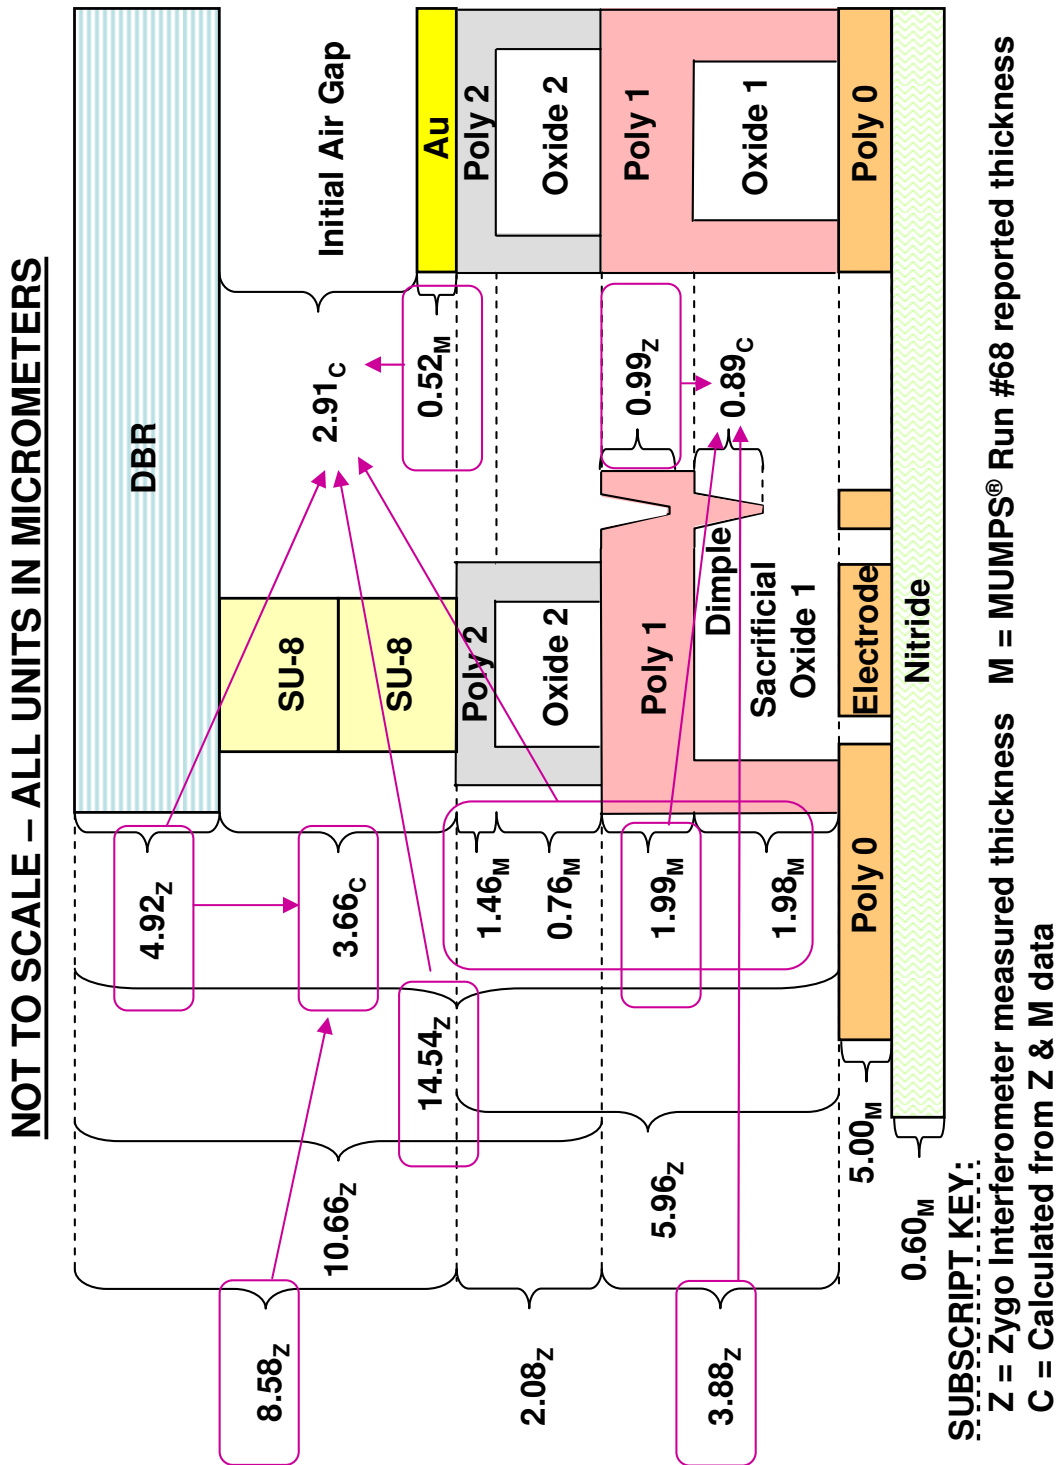 NOT TO SCALE – ALL UNITS IN MICROMETERS
DBR
Initial Air Gap
SU-8
SU-8
Au
Poly 2
Poly 2
Oxide 2
Oxide 2
Poly 1
Poly 1
Oxide 1
Dimple
Sacrificial
Oxide 1
Poly 0
Electrode
Poly 0
Nitride
4.92Z
3.66C
2.91C
0.52M
1.46M
0.76M
1.99M
1.98M
0.99Z
0.89C
14.54Z
10.66Z
5.96Z
8.58Z
2.08Z
3.88Z
5.00M
0.60M
SUBSCRIPT KEY:
Z = Zygo Interferometer measured thickness M = MUMPS® Run #68 reported thickness
C = Calculated from Z & M data